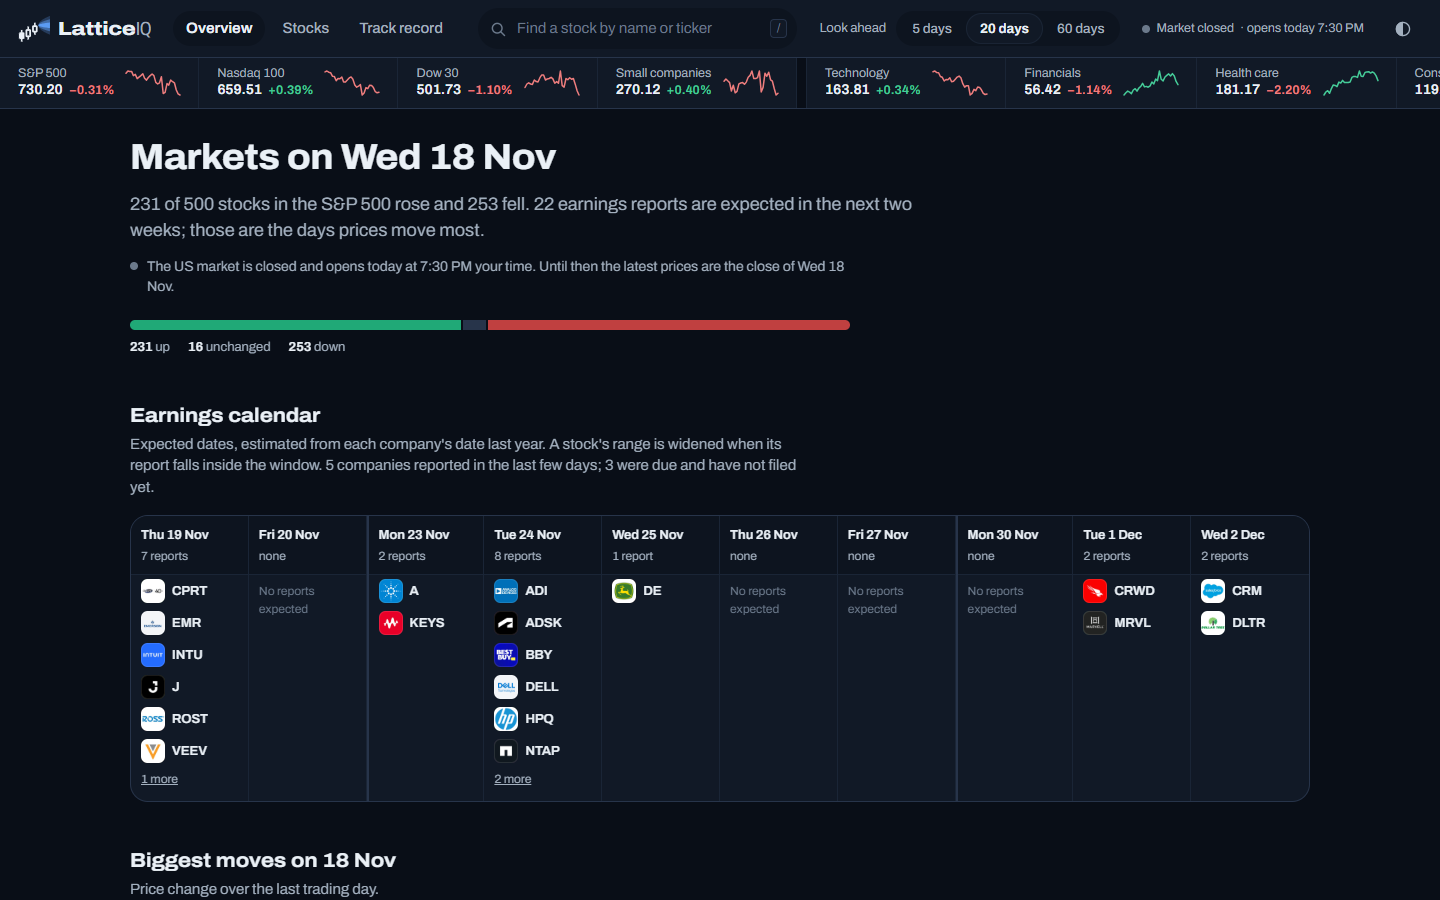 LatticeIQ
Overview
Stocks
Track record
Find a stock by name or ticker
/
Look ahead
5 days
20 days
60 days
Market closed · opens today 7:30 PM
S&P 500
730.20 −0.31%
Nasdaq 100
659.51 +0.39%
Dow 30
501.73 −1.10%
Small companies
270.12 +0.40%
Technology
163.81 +0.34%
Financials
56.42 −1.14%
Health care
181.17 −2.20%
Cons
119
Markets on Wed 18 Nov
231 of 500 stocks in the S&P 500 rose and 253 fell. 22 earnings reports are expected in the next two
weeks; those are the days prices move most.
The US market is closed and opens today at 7:30 PM your time. Until then the latest prices are the close of Wed 18
Nov.
231 up 16 unchanged 253 down
Earnings calendar
Expected dates, estimated from each company's date last year. A stock's range is widened when its
report falls inside the window. 5 companies reported in the last few days; 3 were due and have not filed
yet.
Thu 19 Nov
7 reports
CPRT
EMR
INTU
J
ROST
VEEV
1 more
Fri 20 Nov
none
No reports
expected
Mon 23 Nov
2 reports
A
KEYS
Tue 24 Nov
8 reports
ADI
ADSK
BBY
DELL
HPQ
NTAP
2 more
Wed 25 Nov
1 report
DE
Thu 26 Nov
none
No reports
expected
Fri 27 Nov
none
No reports
expected
Mon 30 Nov
none
No reports
expected
Tue 1 Dec
2 reports
CRWD
MRVL
Wed 2 Dec
2 reports
CRM
DLTR
Biggest moves on 18 Nov
Price change over the last trading day.